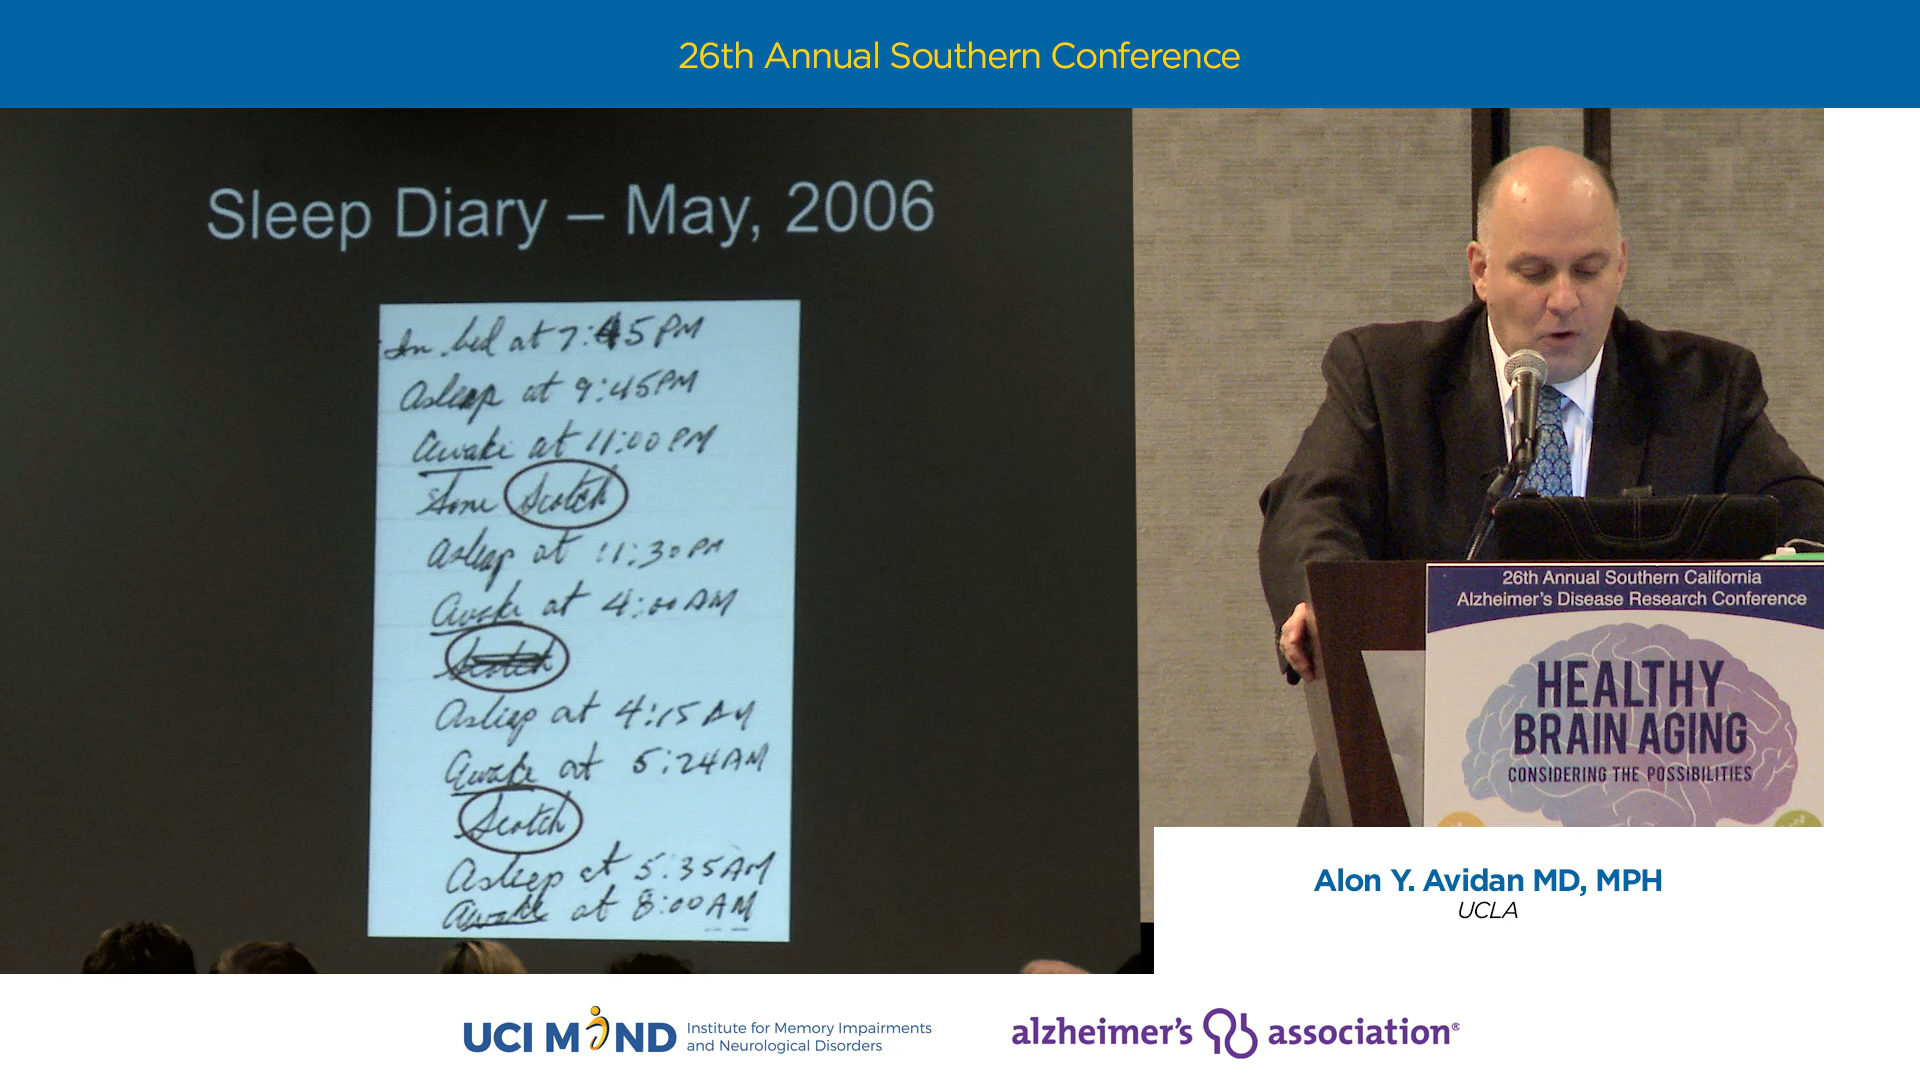 26th Annual Southern Conference
Sleep Diary – May, 2006
In bed at 7:45 PM
Asleep at 9:45 PM
Awake at 11:00 PM
Some Scotch
Asleep at 11:30 PM
Awake at 4:00 AM
Scotch
Asleep at 4:15 AM
Awake at 5:24 AM
Scotch
Asleep at 5:35 AM
Awake at 8:00 AM
26th Annual Southern California
Alzheimer's Disease Research Conference
HEALTHY
BRAIN AGING
CONSIDERING THE POSSIBILITIES
Alon Y. Avidan MD, MPH
UCLA
UCI MIND
Institute for Memory Impairments
and Neurological Disorders
alzheimer's association®